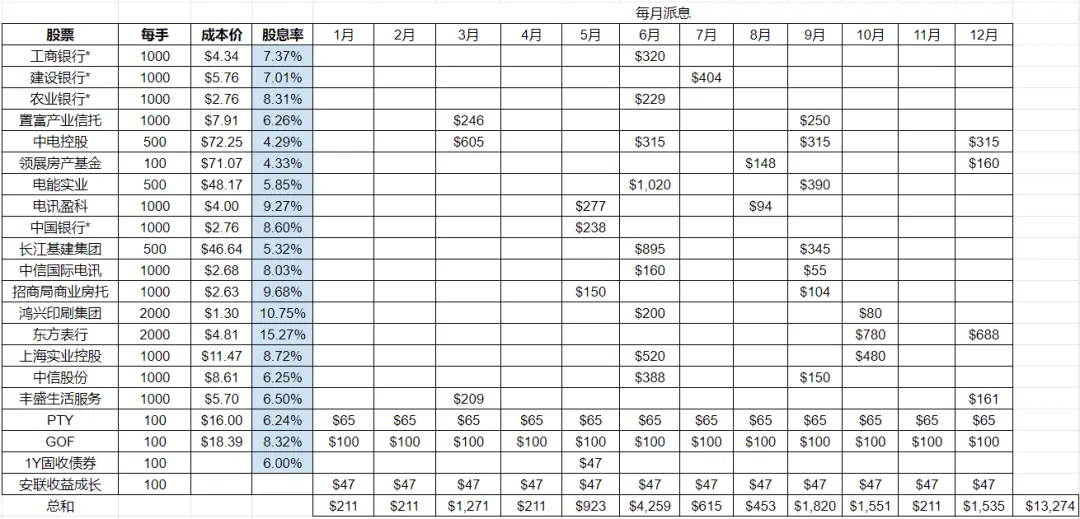 每月派息
股票 每手 成本价 股息率 1月 2月 3月 4月 5月 6月 7月 8月 9月 10月 11月 12月
工商银行* 1000 $4.34 7.37% $320
建设银行* 1000 $5.76 7.01% $404
农业银行* 1000 $2.76 8.31% $229
置富产业信托 1000 $7.91 6.26% $246 $250
中电控股 500 $72.25 4.29% $605 $315 $315 $315
领展房产基金 100 $71.07 4.33% $148 $160
电能实业 500 $48.17 5.85% $1,020 $390
电讯盈科 1000 $4.00 9.27% $277 $94
中国银行* 1000 $2.76 8.60% $238
长江基建集团 500 $46.64 5.32% $895 $345
中信国际电讯 1000 $2.68 8.03% $160 $55
招商局商业房托 1000 $2.63 9.68% $150 $104
鸿兴印刷集团 2000 $1.30 10.75% $200 $80
东方表行 2000 $4.81 15.27% $780 $688
上海实业控股 1000 $11.47 8.72% $520 $480
中信股份 1000 $8.61 6.25% $388 $150
丰盛生活服务 1000 $5.70 6.50% $209 $161
PTY 100 $16.00 6.24% $65 $65 $65 $65 $65 $65 $65 $65 $65 $65 $65 $65
GOF 100 $18.39 8.32% $100 $100 $100 $100 $100 $100 $100 $100 $100 $100 $100 $100
1Y固收债券 100 6.00% $47
安联收益成长 100 $47 $47 $47 $47 $47 $47 $47 $47 $47 $47 $47 $47
总和 $211 $211 $1,271 $211 $923 $4,259 $615 $453 $1,820 $1,551 $211 $1,535 $13,274